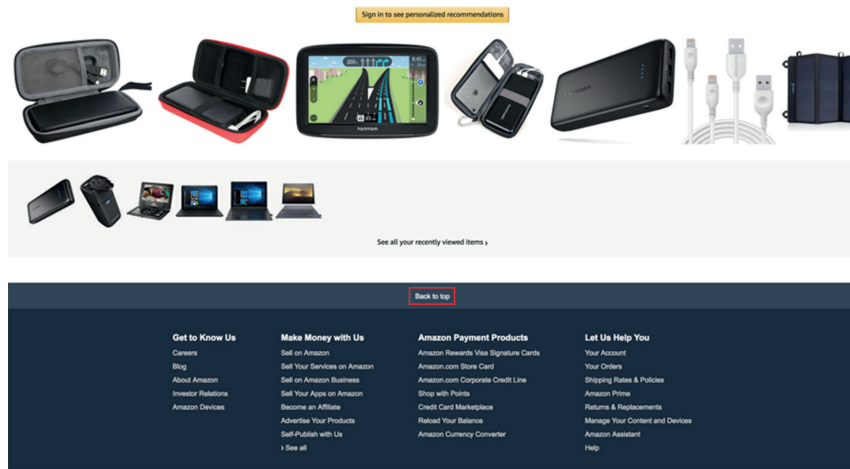 Sign in to see personalized recommendations
TOMTOM
See all your recently viewed items ›
Back to top
Get to Know Us
Careers
Blog
About Amazon
Investor Relations
Amazon Devices
Make Money with Us
Sell on Amazon
Sell Your Services on Amazon
Sell on Amazon Business
Sell Your Apps on Amazon
Become an Affiliate
Advertise Your Products
Self-Publish with Us
› See all
Amazon Payment Products
Amazon Rewards Visa Signature Cards
Amazon.com Store Card
Amazon.com Corporate Credit Line
Shop with Points
Credit Card Marketplace
Reload Your Balance
Amazon Currency Converter
Let Us Help You
Your Account
Your Orders
Shipping Rates & Policies
Amazon Prime
Returns & Replacements
Manage Your Content and Devices
Amazon Assistant
Help